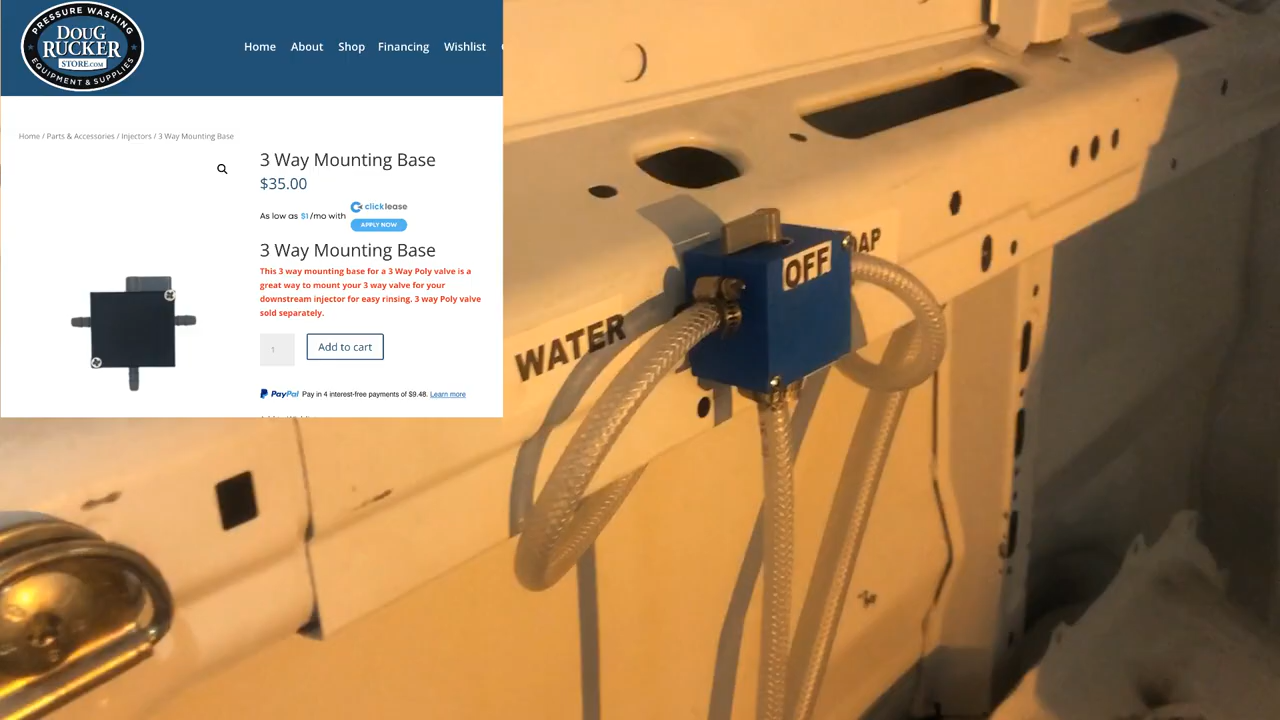 PRESSURE WASHING
DOUG
RUCKER
STORE.COM
EQUIPMENT & SUPPLIES
Home About Shop Financing Wishlist
Home / Parts & Accessories / Injectors / 3 Way Mounting Base
3 Way Mounting Base
$35.00
As low as $1/mo with clicklease
APPLY NOW
3 Way Mounting Base
This 3 way mounting base for a 3 Way Poly valve is a
great way to mount your 3 way valve for your
downstream injector for easy rinsing. 3 way Poly valve
sold separately.
1
Add to cart
PayPal Pay in 4 interest-free payments of $9.48. Learn more
WATER
OFF
OAP